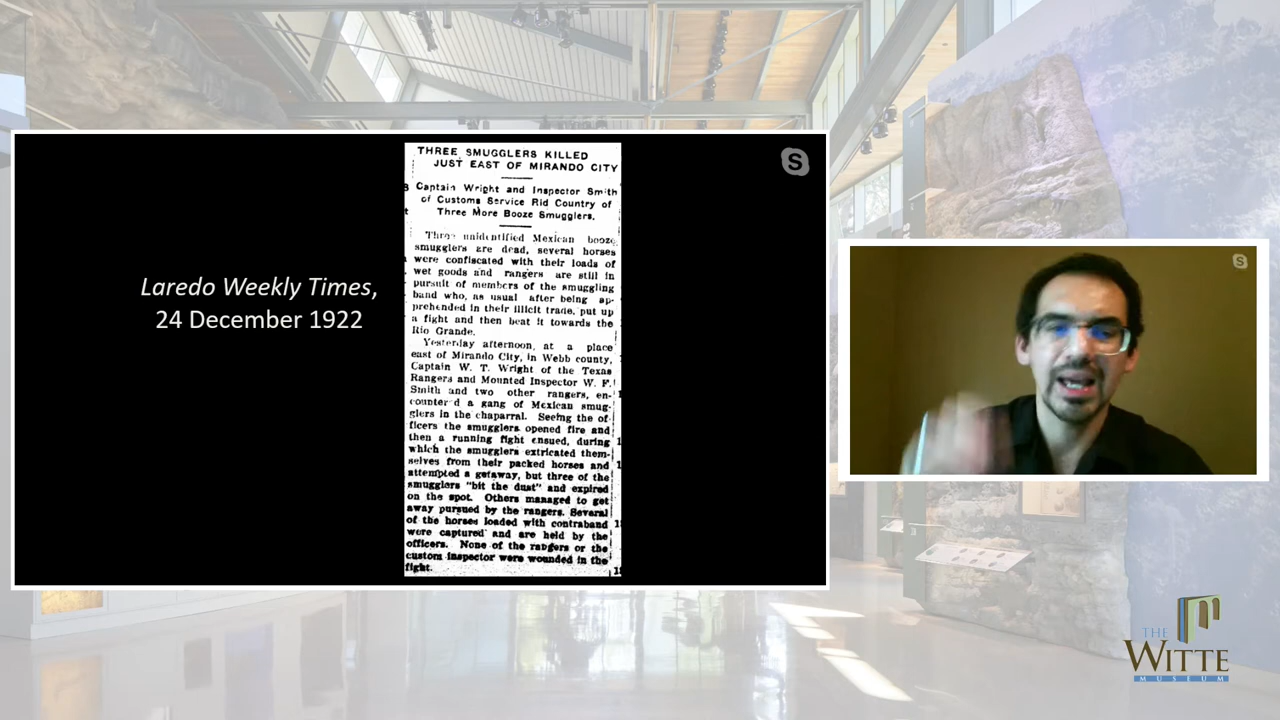 Laredo Weekly Times,
24 December 1922
THREE SMUGGLERS KILLED
JUST EAST OF MIRANDO CITY
Captain Wright and Inspector Smith
of Customs Service Rid Country of
Three More Booze Smugglers.
Three unidentified Mexican booze
smugglers are dead, several horses
were confiscated with their loads of
wet goods and rangers are still in
pursuit of members of the smuggling
band who, as usual after being ap-
prehended in their illicit trade, put up
a fight and then beat it towards the
Rio Grande.
Yesterday afternoon, at a place
east of Mirando City, in Webb county,
Captain W. T. Wright of the Texas
Rangers and Mounted Inspector W. F.
Smith and two other rangers, en-
countered a gang of Mexican smug-
glers in the chaparral. Seeing the of-
ficers the smugglers opened fire and
then a running fight ensued, during
which the smugglers extricated them-
selves from their packed horses and
attempted a getaway, but three of the
smugglers "bit the dust" and expired
on the spot. Others managed to get
away pursued by the rangers. Several
of the horses loaded with contraband
were captured and are held by the
officers. None of the rangers or the
custom inspector were wounded in the
fight.
S
S
THE
WITTE
MUSEUM